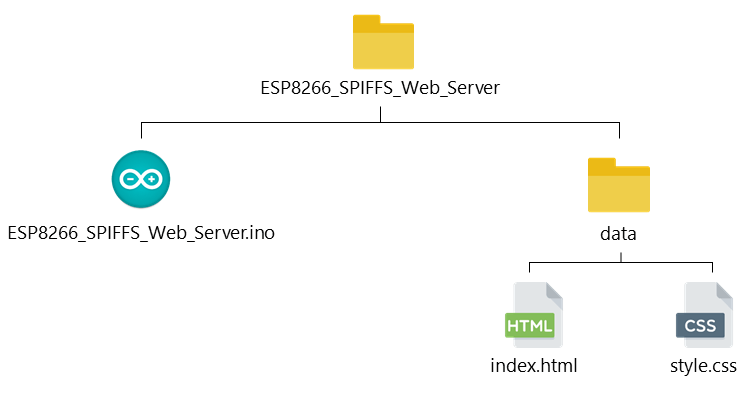 ESP8266_SPIFFS_Web_Server
ESP8266_SPIFFS_Web_Server.ino
data
HTML
CSS
index.html
style.css